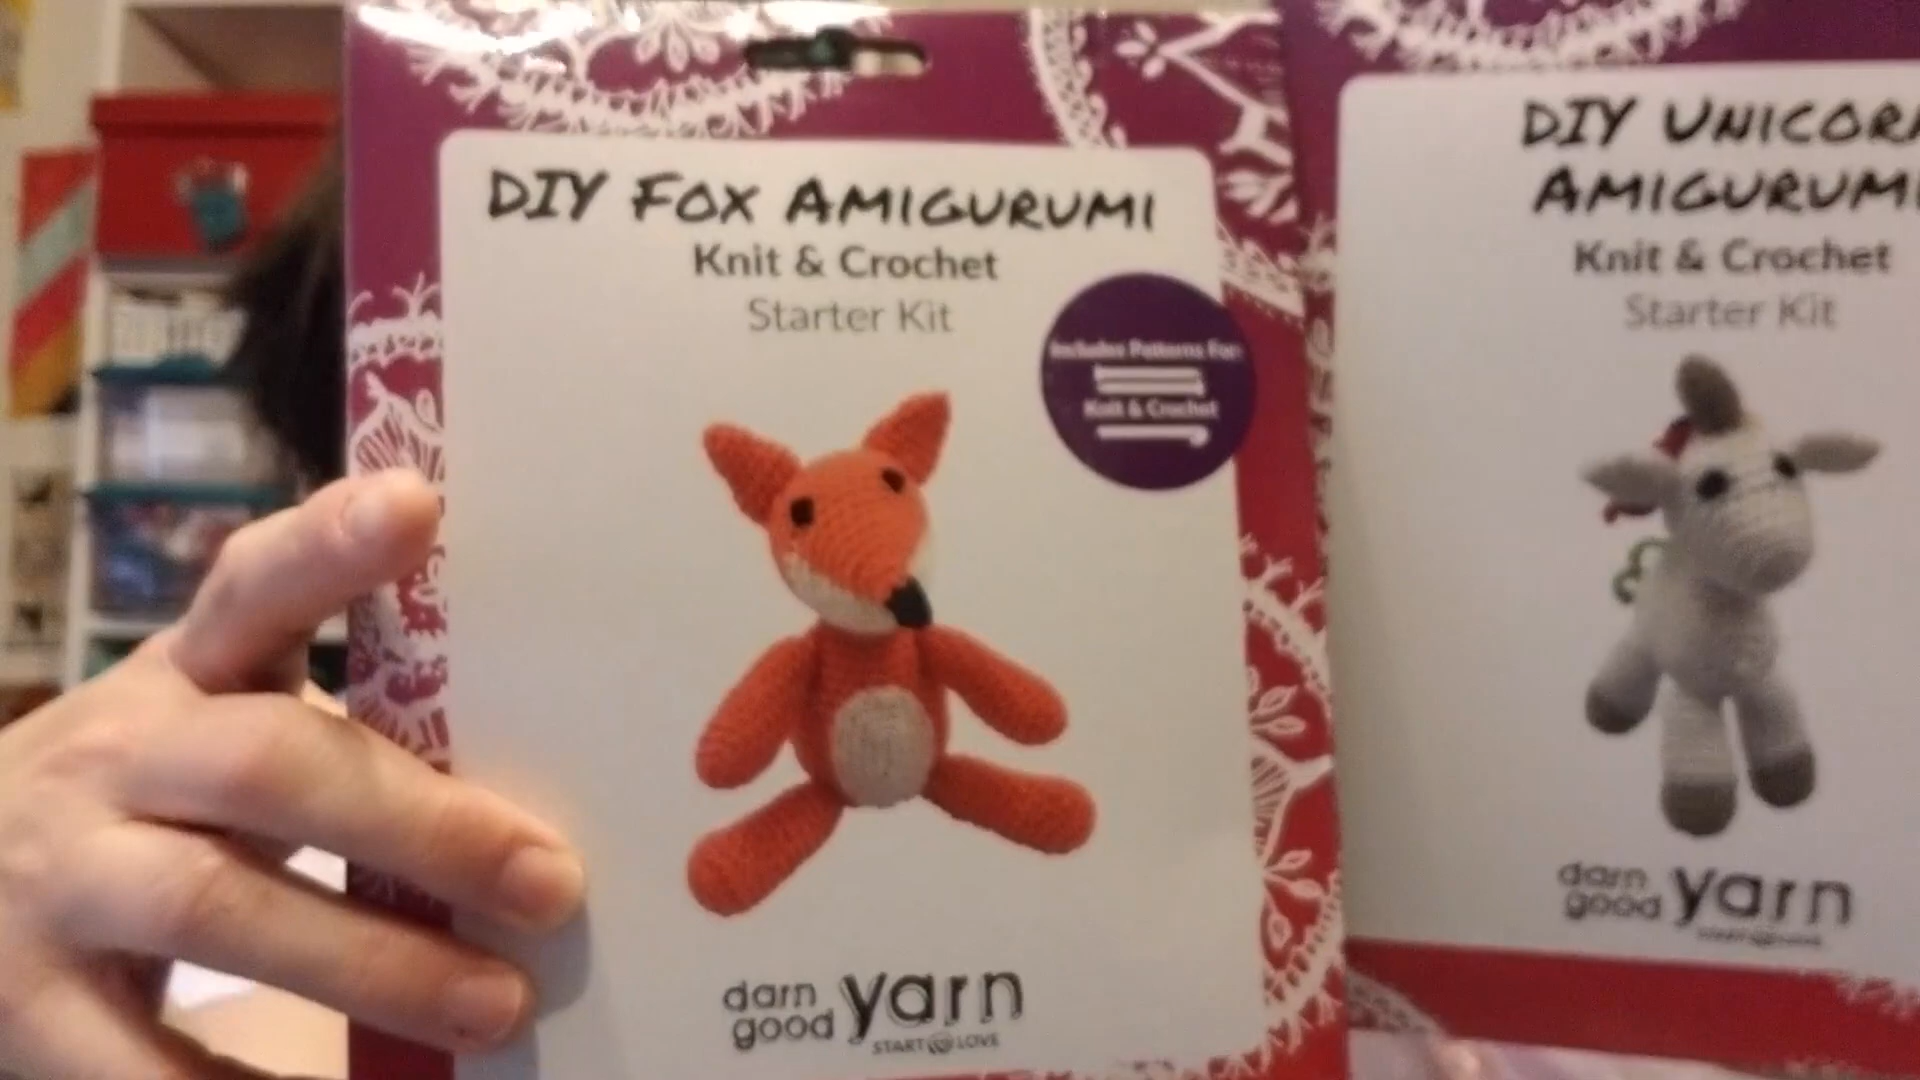 DIY FOX AMIGURUMI
Knit & Crochet
Starter Kit
Includes Patterns For:
Knit & Crochet
darn
good yarn
START LOVE
DIY UNICOR
AMIGURUMI
Knit & Crochet
Starter Kit
darn
good yarn